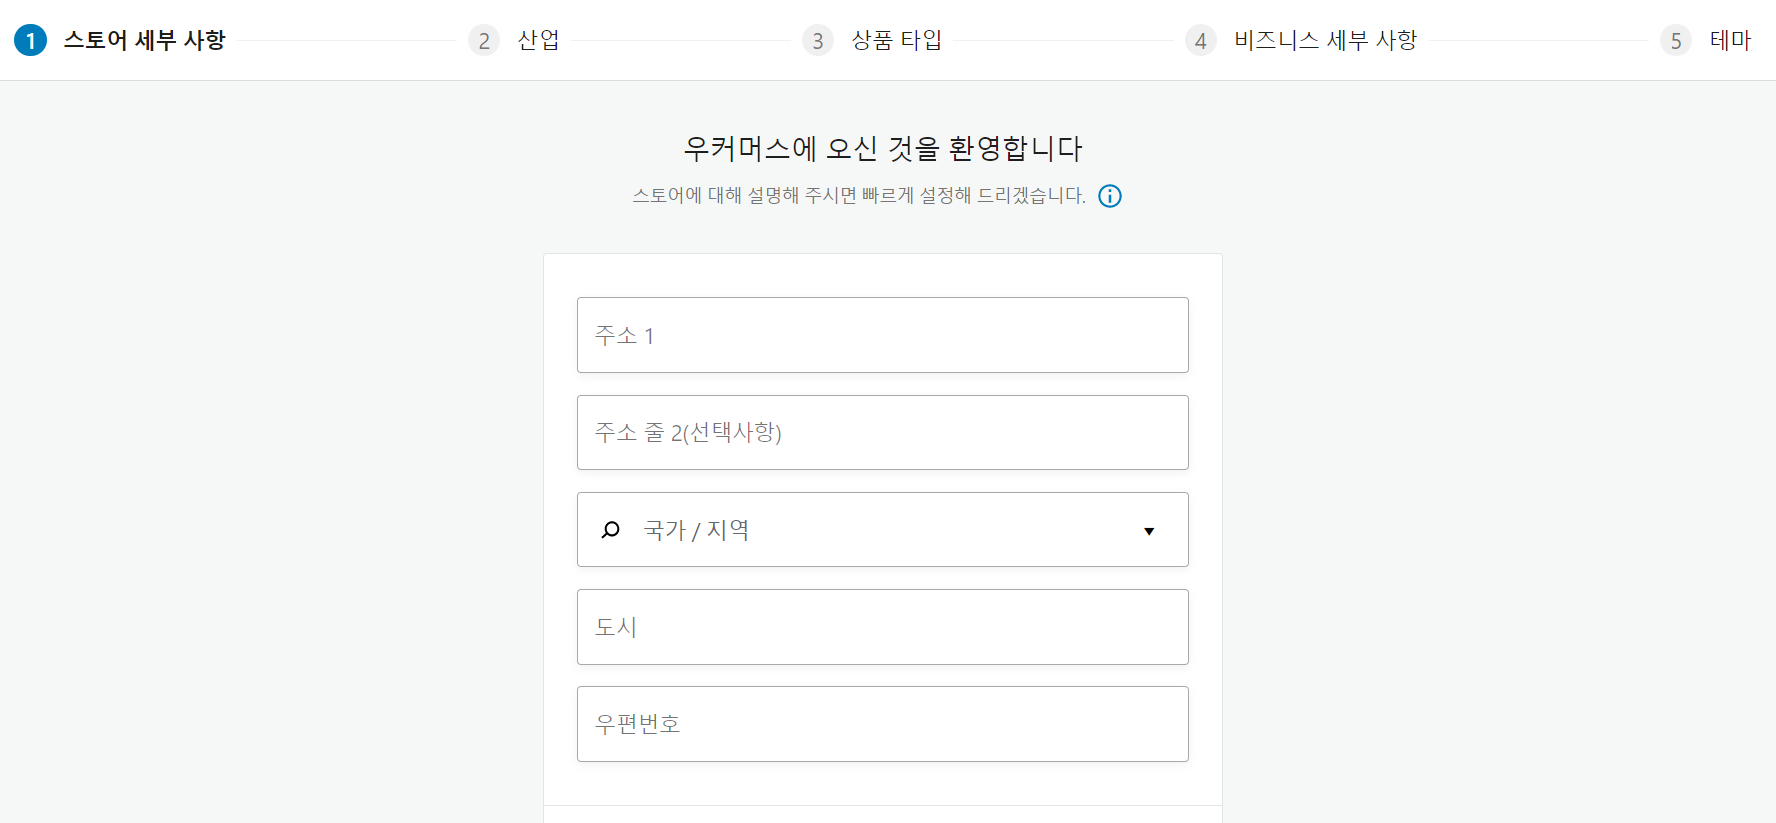 1 스토어 세부 사항 2 산업 3 상품 타입 4 비즈니스 세부 사항 5 테마
우커머스에 오신 것을 환영합니다
스토어에 대해 설명해 주시면 빠르게 설정해 드리겠습니다.
주소 1
주소 줄 2(선택사항)
국가 / 지역
도시
우편번호